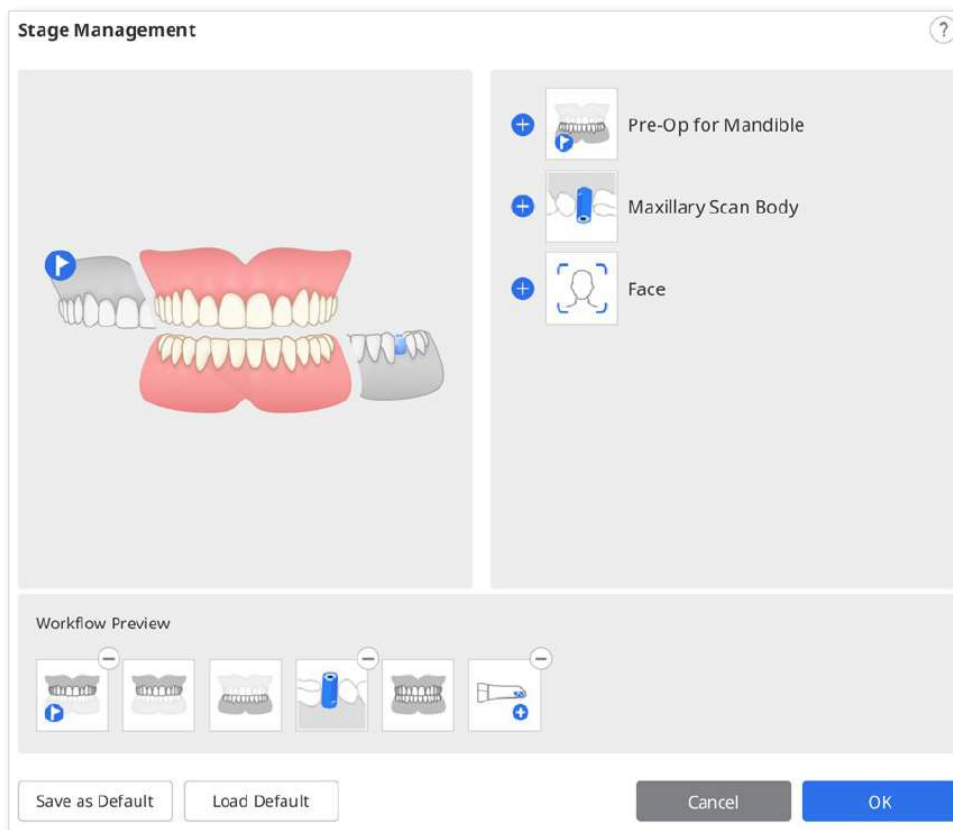 Stage Management
?
Pre-Op for Mandible
Maxillary Scan Body
Face
Workflow Preview
Save as Default
Load Default
Cancel
OK